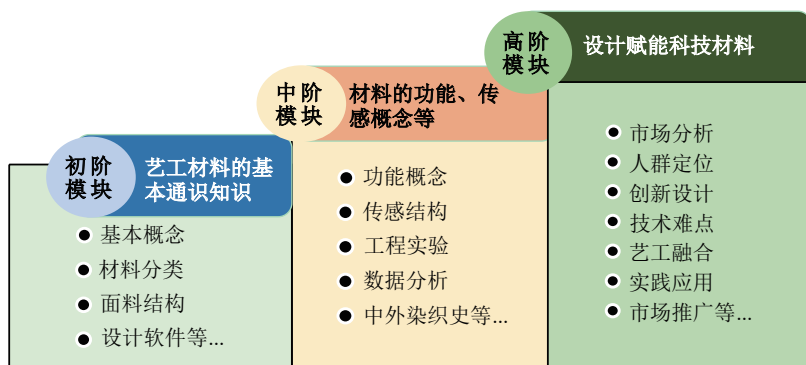 初阶
模块
艺工材料的基
本通识知识
基本概念
材料分类
面料结构
设计软件等...
中阶
模块
材料的功能、传
感概念等
功能概念
传感结构
工程实验
数据分析
中外染织史等...
高阶
模块
设计赋能科技材料
市场分析
人群定位
创新设计
技术难点
艺工融合
实践应用
市场推广等...